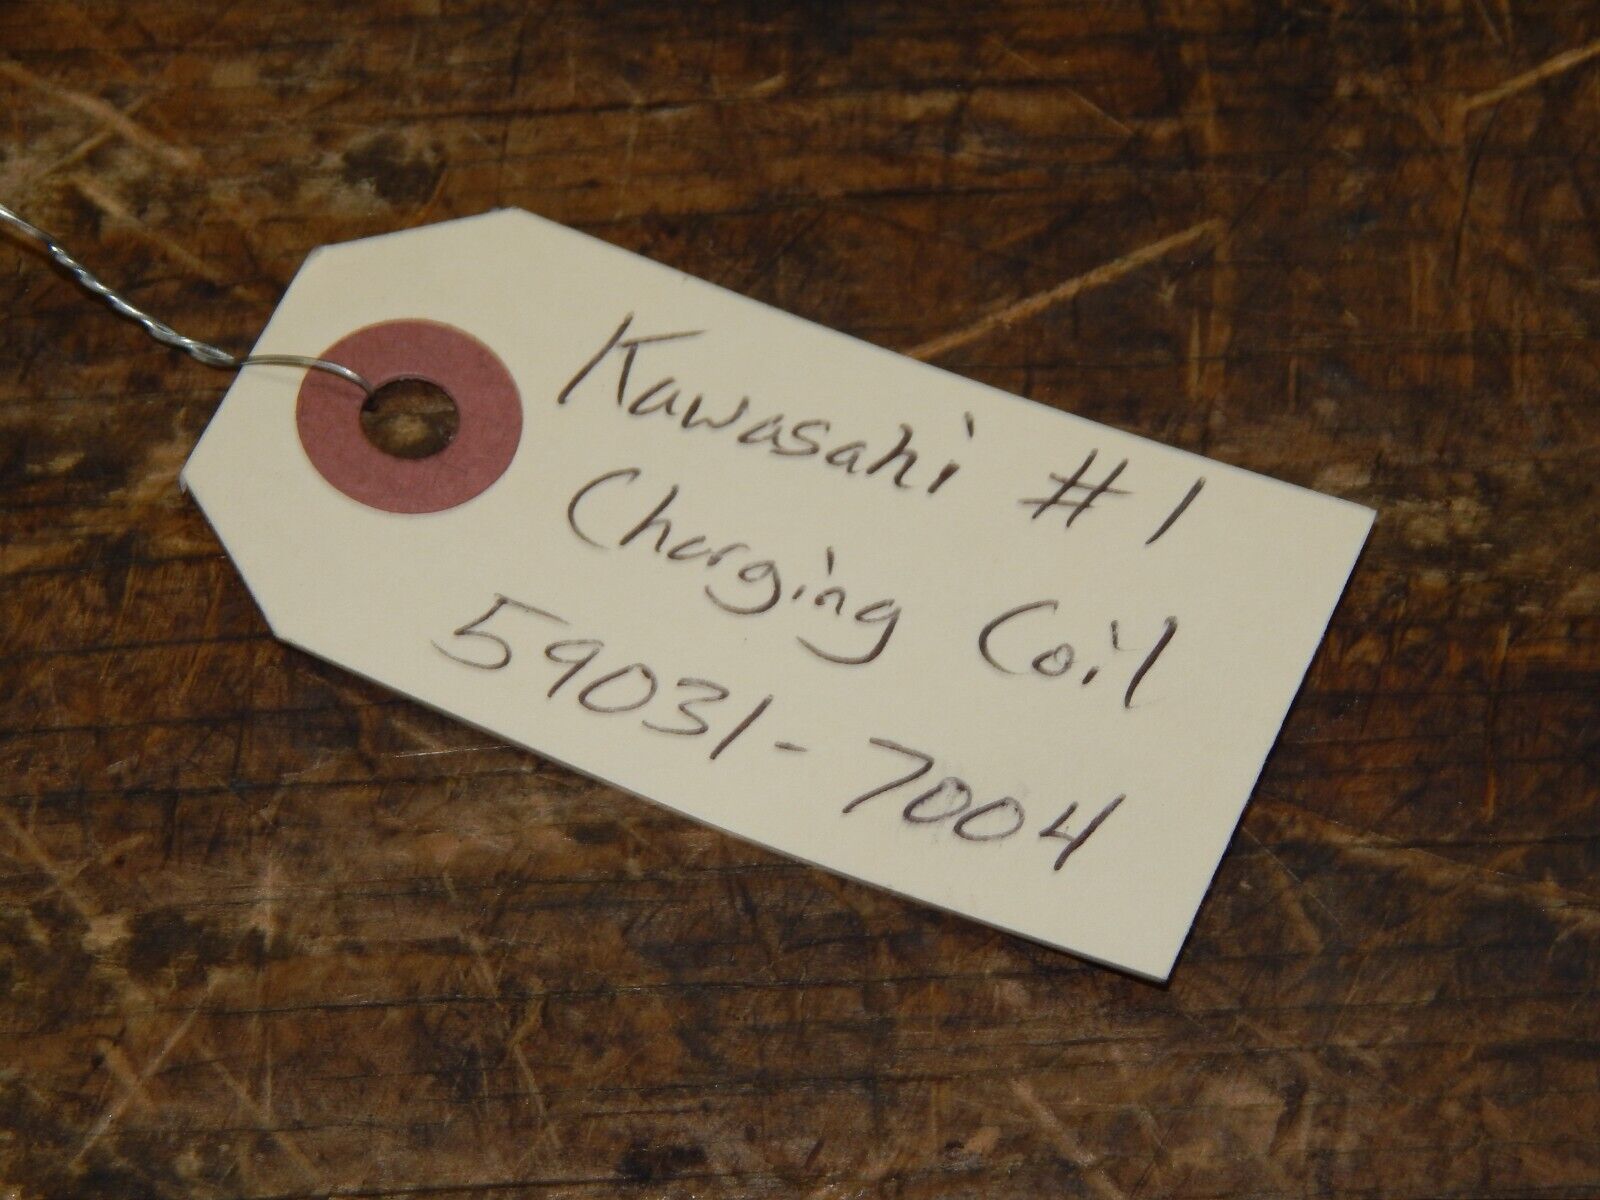 Kawasaki #1
Charging Coil
59031-7004